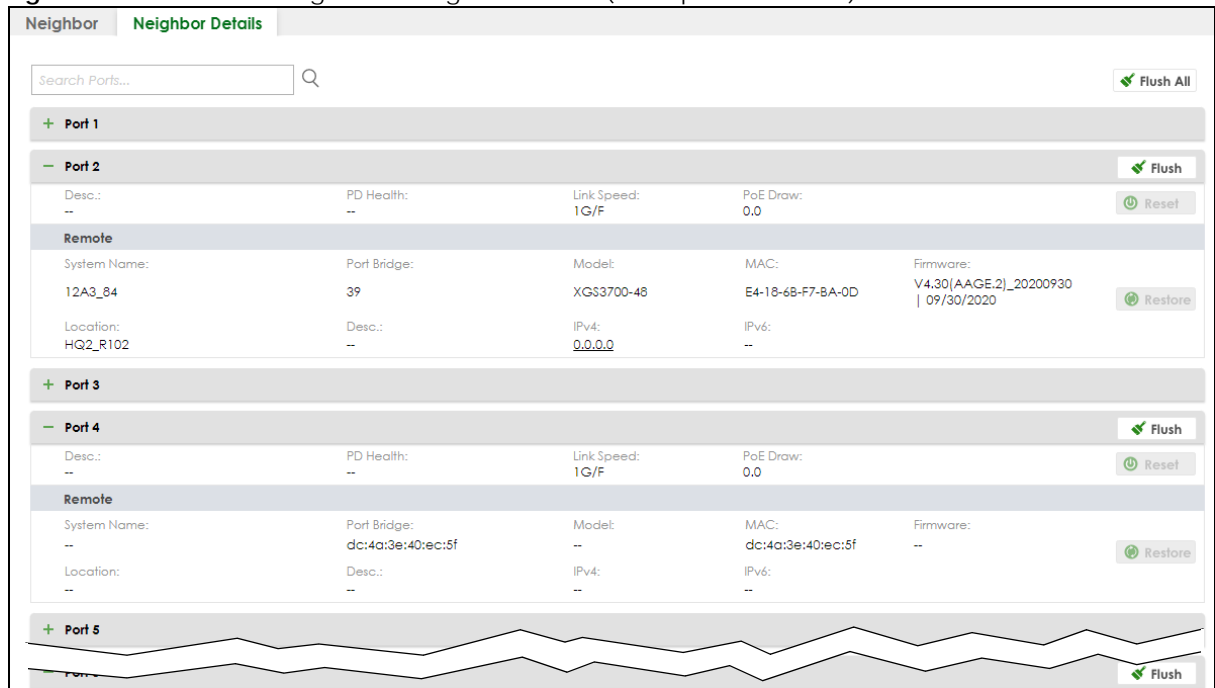 Neighbor Neighbor Details
Search Ports... Flush All
+ Port 1
− Port 2 Flush
Desc.: PD Health: Link Speed: PoE Draw:
-- -- 1G/F 0.0 Reset
Remote
System Name: Port Bridge: Model: MAC: Firmware:
12A3_84 39 XGS3700-48 E4-18-6B-F7-BA-0D V4.30(AAGE.2)_20200930
| 09/30/2020 Restore
Location: Desc.: IPv4: IPv6:
HQ2_R102 -- 0.0.0.0 --
+ Port 3
− Port 4 Flush
Desc.: PD Health: Link Speed: PoE Draw:
-- -- 1G/F 0.0 Reset
Remote
System Name: Port Bridge: Model: MAC: Firmware:
-- dc:4a:3e:40:ec:5f -- dc:4a:3e:40:ec:5f -- Restore
Location: Desc.: IPv4: IPv6:
-- -- -- --
+ Port 5
Flush